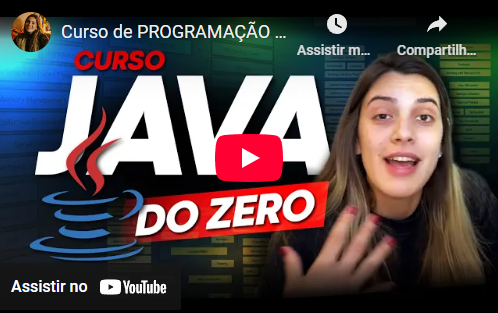 Curso de PROGRAMAÇÃO ...
Assistir m...
Compartilh...
CURSO
JAVA
DO ZERO
Assistir no YouTube